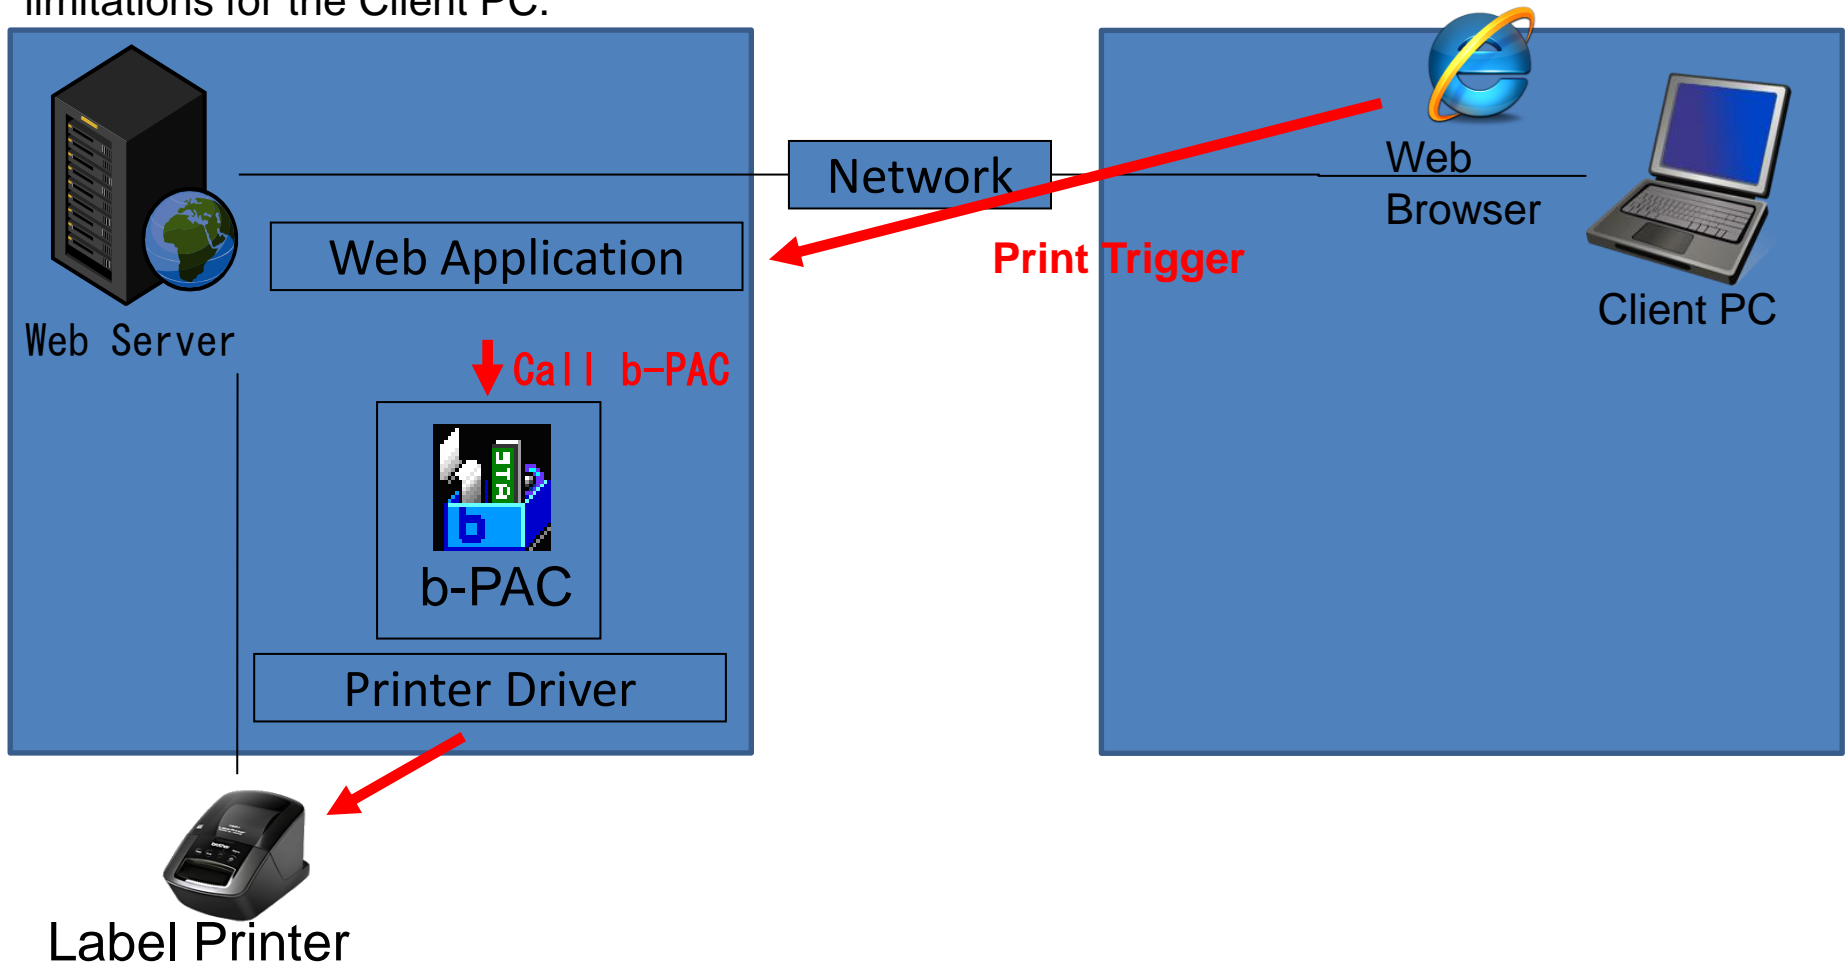 limitations for the Client PC.
Network
Web
Browser
Web Application
Print Trigger
Client PC
Web Server
Call b-PAC
b
b-PAC
Printer Driver
Label Printer